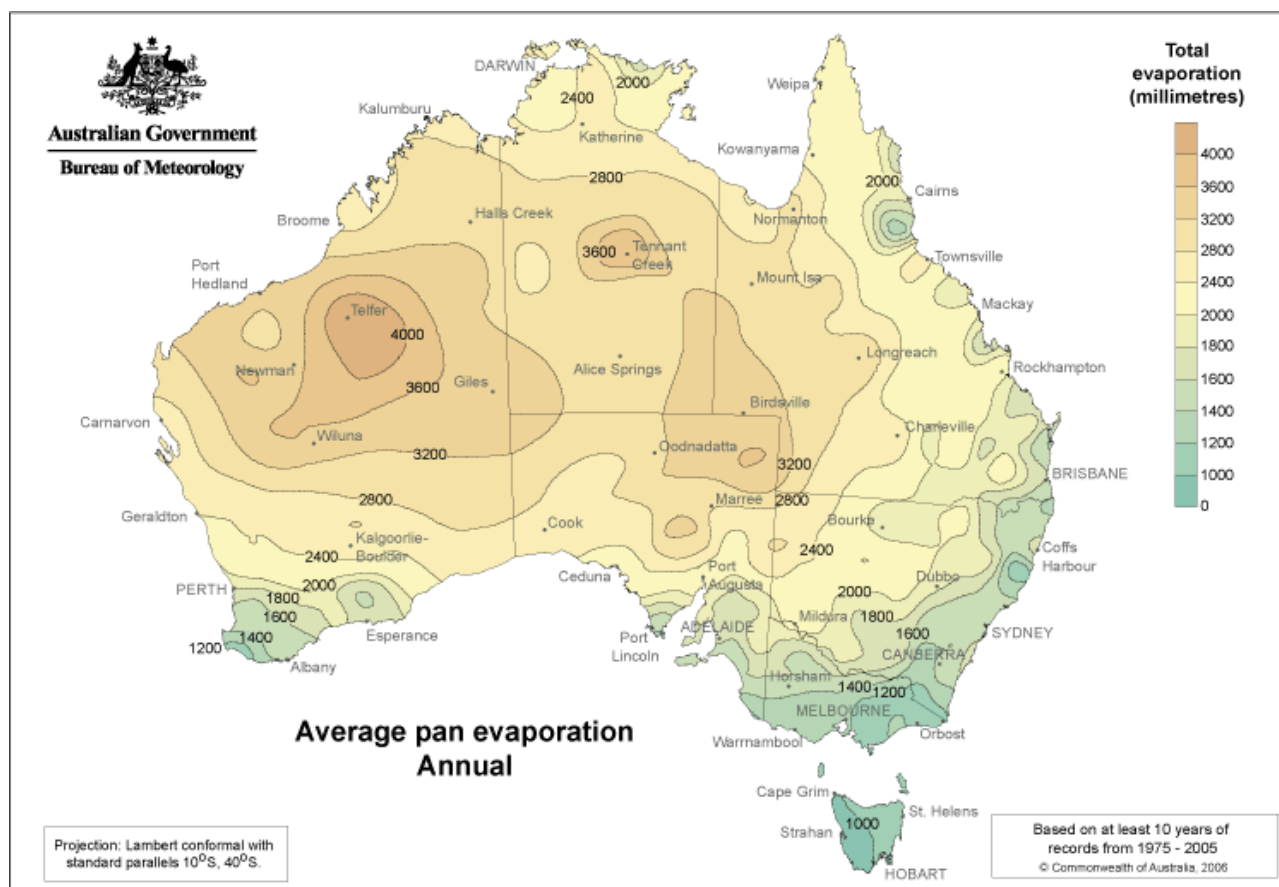 Australian Government
Bureau of Meteorology
Total
evaporation
(millimetres)
4000
3600
3200
2800
2400
2000
1800
1600
1400
1200
1000
0
DARWIN
2000
Weipa
2400
Kalumburu
Katherine
Kowanyama
2800
2000
Cairns
Halls Creek
Normanton
Broome
3600
Tennant
Creek
Townsville
Port
Hedland
Mount Isa
Mackay
Telfer
4000
Longreach
Newman
Alice Springs
Rockhampton
Giles
3600
Birdsville
Carnarvon
Charleville
Wiluna
3200
Oodnadatta
3200
BRISBANE
2800
Marree
2800
Geraldton
Cook
Bourke
Kalgoorlie-
Boulder
2400
2400
Coffs
Harbour
Ceduna
Port
Augusta
Dubbo
PERTH
2000
2000
1800
Mildura
1800
1600
ADELAIDE
1600
SYDNEY
1200
1400
Esperance
Port
Lincoln
CANBERRA
Albany
Horsham
1400
1200
MELBOURNE
Warrnambool
Orbost
Average pan evaporation
Annual
Cape Grim
St. Helens
Strahan
1000
HOBART
Projection: Lambert conformal with
standard parallels 10°S, 40°S.
Based on at least 10 years of
records from 1975 - 2005
© Commonwealth of Australia, 2006